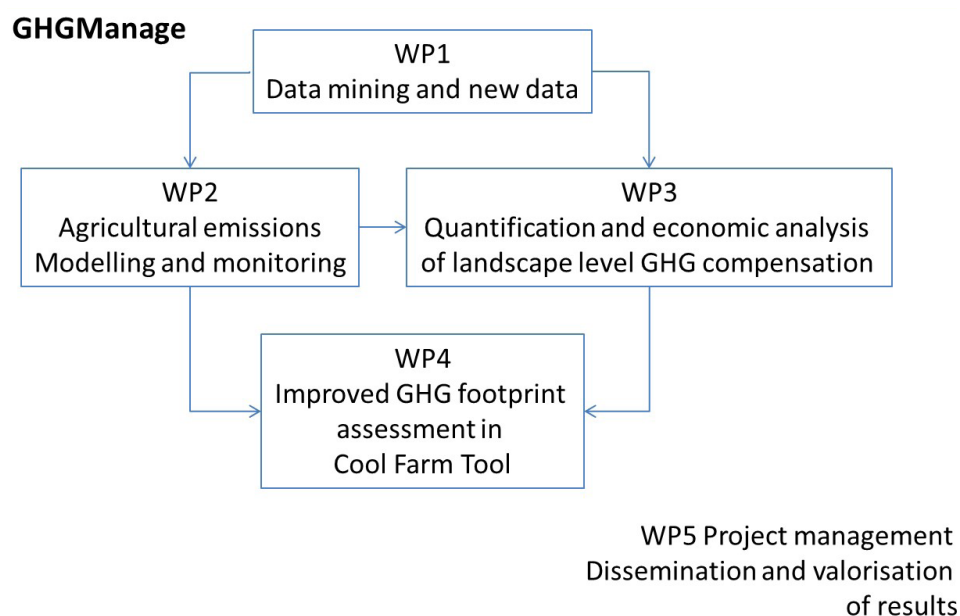 GHGManage
WP1
Data mining and new data
WP2
Agricultural emissions
Modelling and monitoring
WP3
Quantification and economic analysis
of landscape level GHG compensation
WP4
Improved GHG footprint
assessment in
Cool Farm Tool
WP5 Project management
Dissemination and valorisation
of results